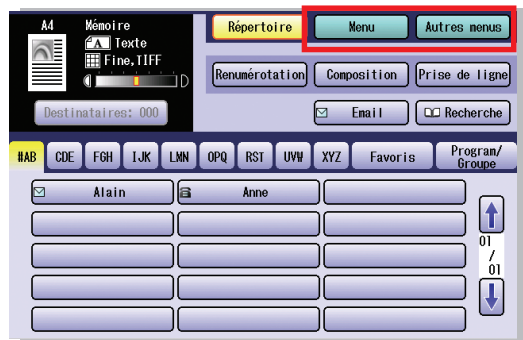 A4 Mémoire Répertoire Menu Autres menus
A Texte
Fine,TIFF
D Renumérotation Composition Prise de ligne
Destinataires: 000 Email Recherche
#AB CDE FGH IJK LMN OPQ RST UVW XYZ Favoris Program/
Groupe
Alain Anne
01
/
01